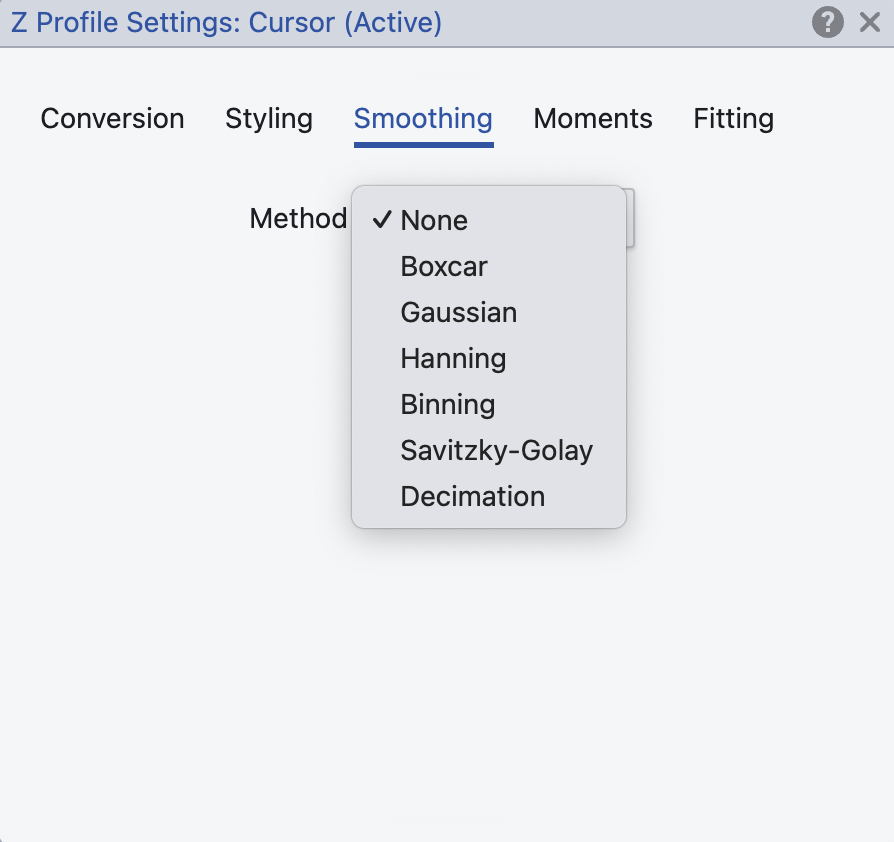 Z Profile Settings: Cursor (Active)
Conversion Styling Smoothing Moments Fitting
Method ✓ None
Boxcar
Gaussian
Hanning
Binning
Savitzky-Golay
Decimation